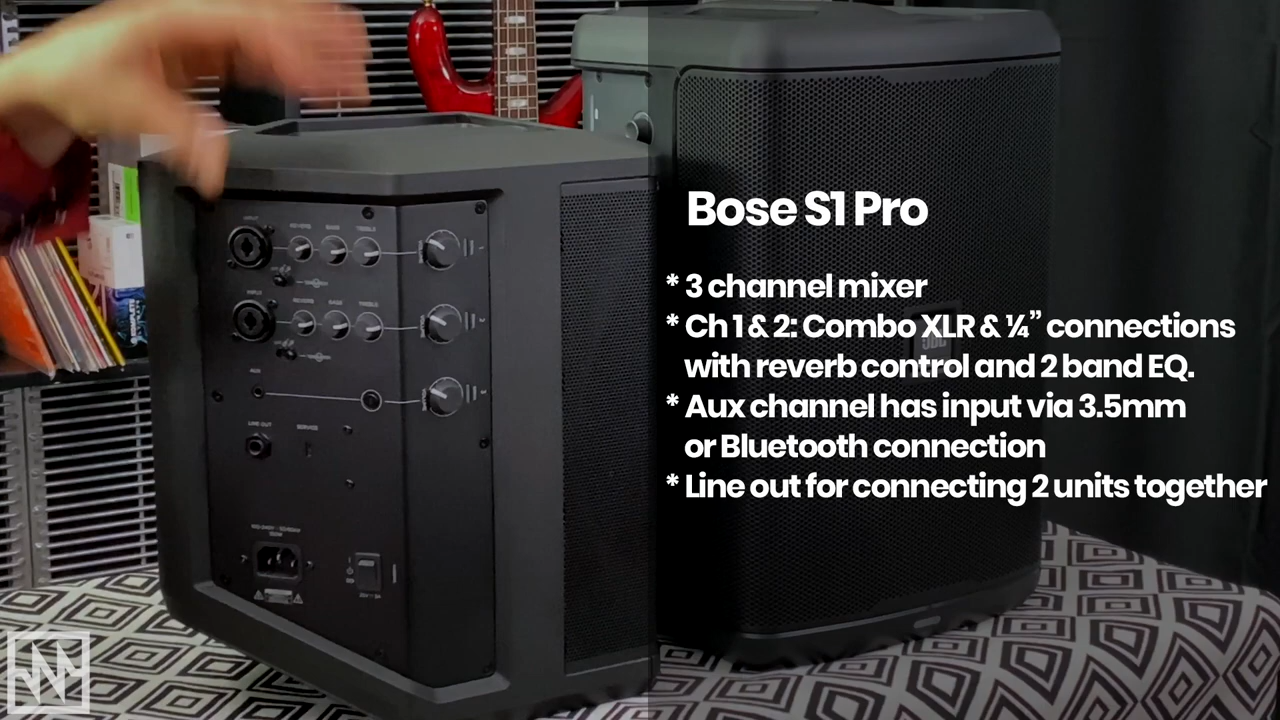 Bose S1 Pro
* 3 channel mixer
* Ch 1 & 2: Combo XLR & ¼” connections
with reverb control and 2 band EQ.
* Aux channel has input via 3.5mm
or Bluetooth connection
* Line out for connecting 2 units together
INPUT
REVERB BASS TREBLE
INPUT
REVERB BASS TREBLE
AUX
LINE OUT SERVICE
JBL